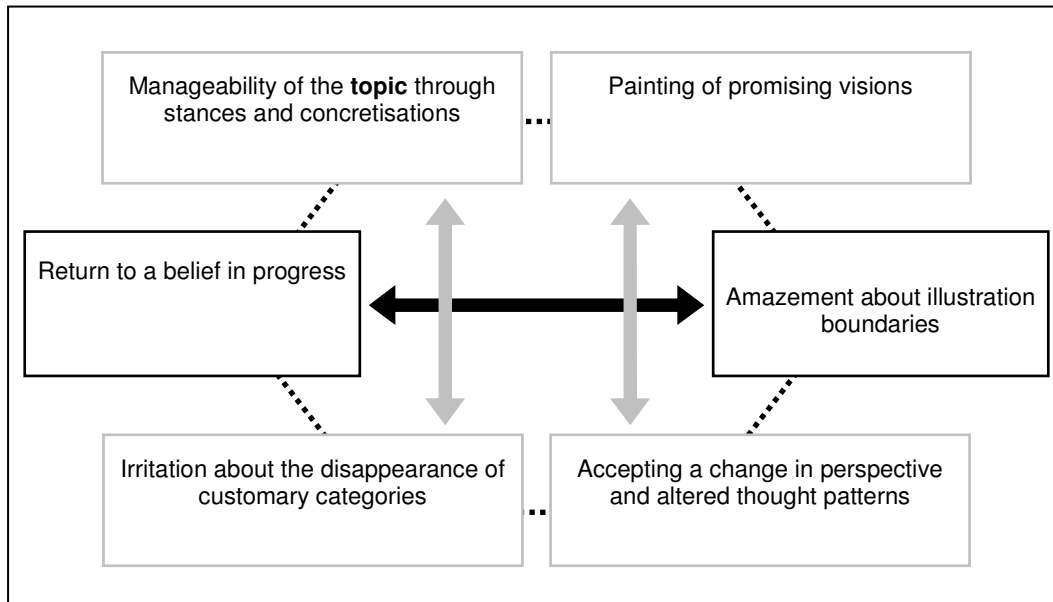 Manageability of the topic through
stances and concretisations
Painting of promising visions
Return to a belief in progress
Amazement about illustration
boundaries
Irritation about the disappearance of
customary categories
Accepting a change in perspective
and altered thought patterns